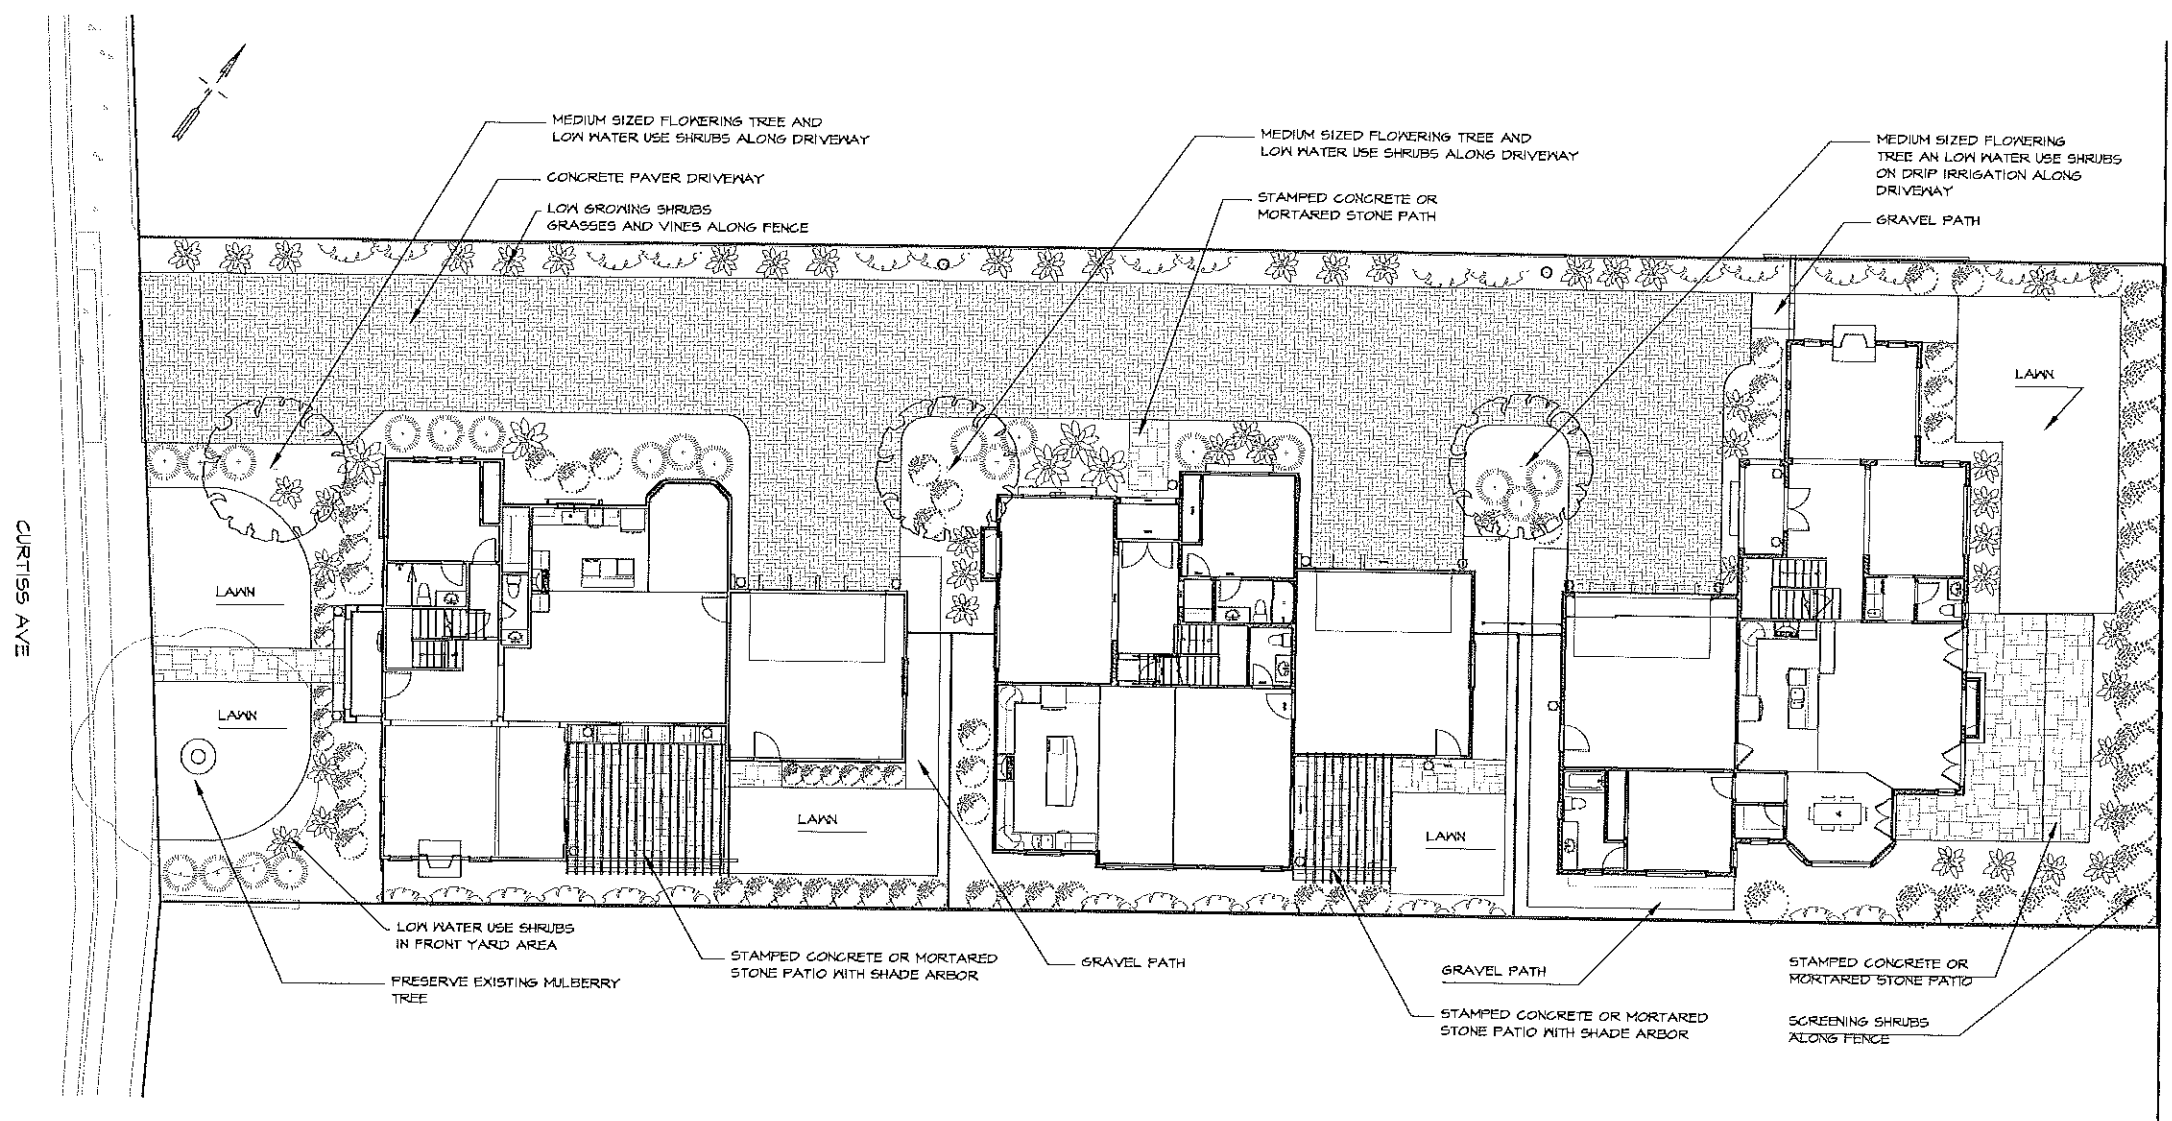 MEDIUM SIZED FLOWERING TREE AND
LOW WATER USE SHRUBS ALONG DRIVEWAY
CONCRETE PAVER DRIVEWAY
LOW GROWING SHRUBS
GRASSES AND VINES ALONG FENCE
MEDIUM SIZED FLOWERING TREE AND
LOW WATER USE SHRUBS ALONG DRIVEWAY
STAMPED CONCRETE OR
MORTARED STONE PATH
MEDIUM SIZED FLOWERING
TREE AN LOW WATER USE SHRUBS
ON DRIP IRRIGATION ALONG
DRIVEWAY
GRAVEL PATH
LAWN
CURTISS AVE
LAWN
LAWN
LAWN
LAWN
LOW WATER USE SHRUBS
IN FRONT YARD AREA
PRESERVE EXISTING MULBERRY
TREE
STAMPED CONCRETE OR MORTARED
STONE PATIO WITH SHADE ARBOR
GRAVEL PATH
GRAVEL PATH
STAMPED CONCRETE OR MORTARED
STONE PATIO WITH SHADE ARBOR
STAMPED CONCRETE OR
MORTARED STONE PATIO
SCREENING SHRUBS
ALONG FENCE